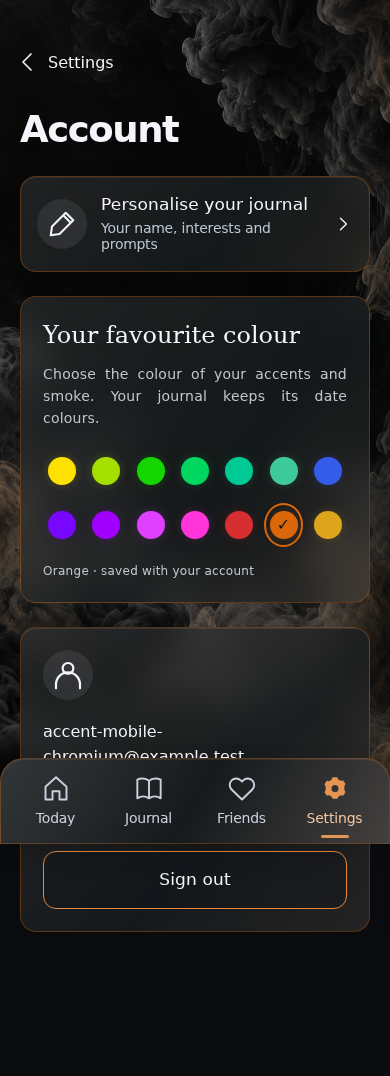 Settings
Account
Personalise your journal
Your name, interests and
prompts
Your favourite colour
Choose the colour of your accents and
smoke. Your journal keeps its date
colours.
✓
Orange · saved with your account
accent-mobile-
chromium@example.test
Today
Journal
Friends
Settings
Sign out